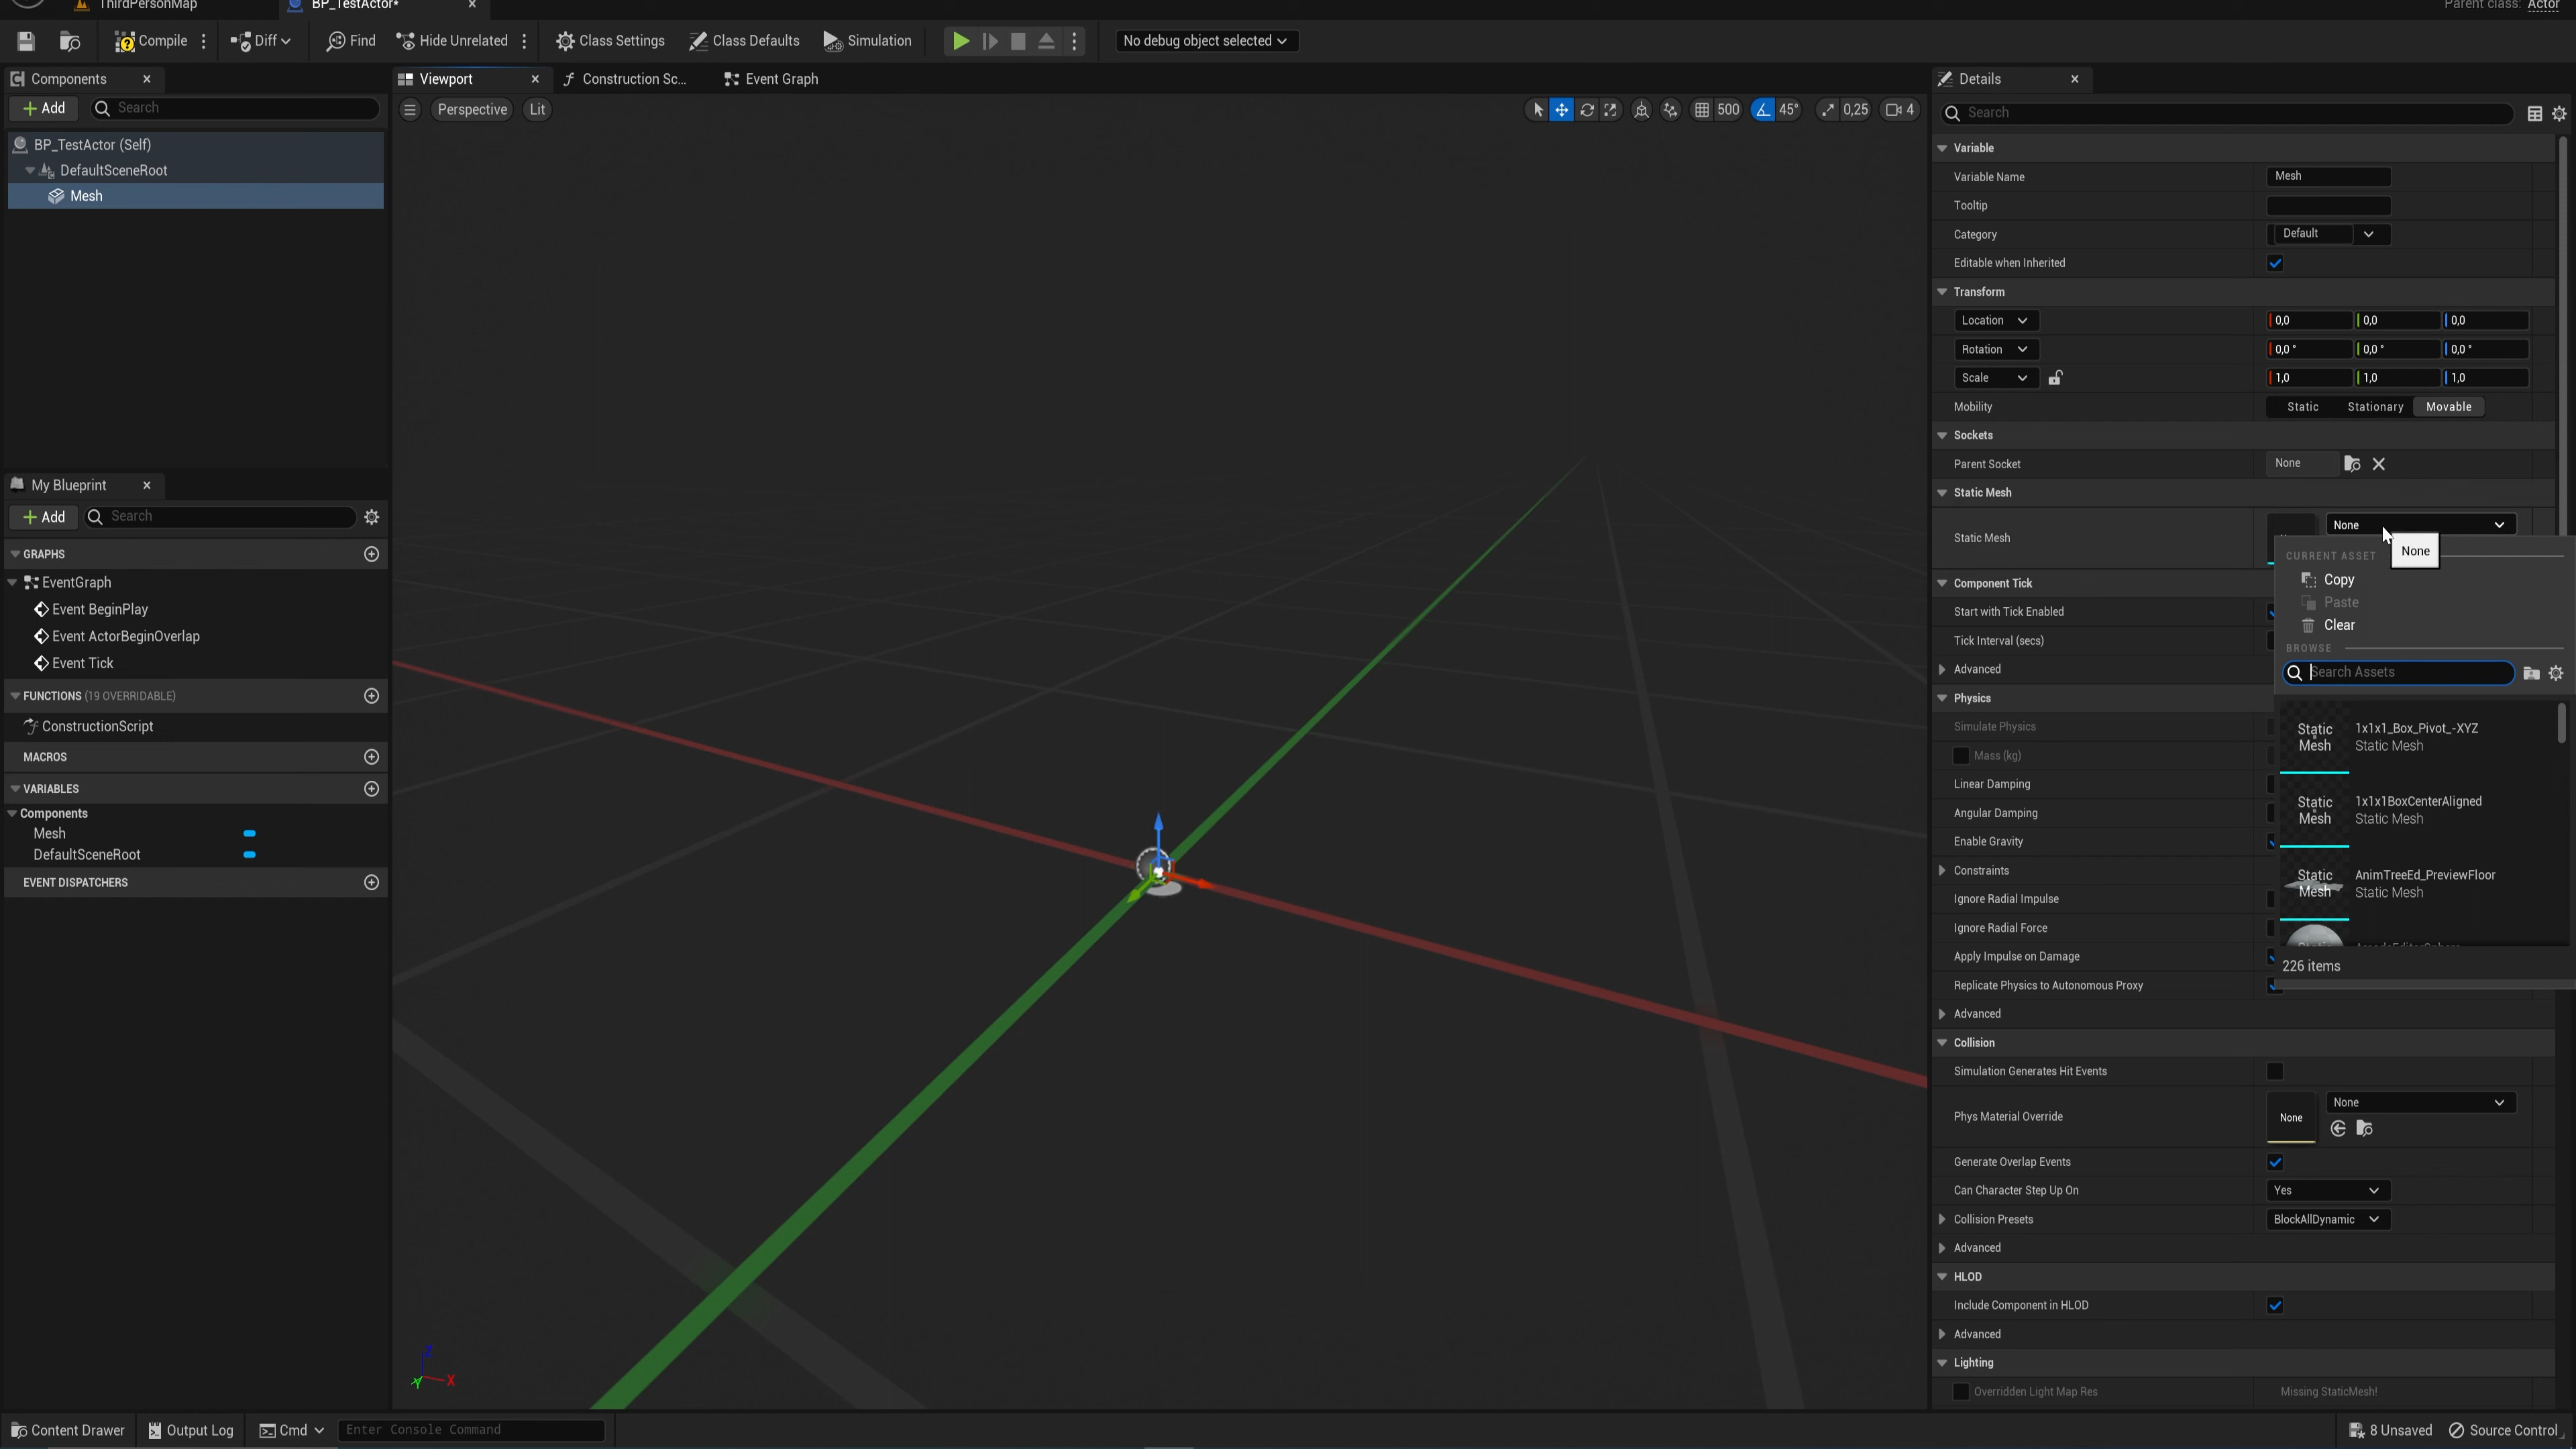 ThirdPersonMap
BP_TestActor*
Parent class: Actor
Compile
Diff
Find
Hide Unrelated
Class Settings
Class Defaults
Simulation
No debug object selected
Components
Add
Search
BP_TestActor (Self)
DefaultSceneRoot
Mesh
My Blueprint
Add
Search
GRAPHS
EventGraph
Event BeginPlay
Event ActorBeginOverlap
Event Tick
FUNCTIONS (19 OVERRIDABLE)
ConstructionScript
MACROS
VARIABLES
Components
Mesh
DefaultSceneRoot
EVENT DISPATCHERS
Viewport
Construction Sc...
Event Graph
Perspective
Lit
500
45°
0,25
4
Z
Y
X
Details
Search
Variable
Variable Name
Mesh
Tooltip
Category
Default
Editable when Inherited
Transform
Location
0,0 0,0 0,0
Rotation
0,0 ° 0,0 ° 0,0 °
Scale
1,0 1,0 1,0
Mobility
Static Stationary Movable
Sockets
Parent Socket
None
Static Mesh
Static Mesh
None
None
CURRENT ASSET
Copy
Paste
Clear
BROWSE
Search Assets
Static Mesh
1x1x1_Box_Pivot_-XYZ
Static Mesh
Static Mesh
1x1x1BoxCenterAligned
Static Mesh
Static Mesh
AnimTreeEd_PreviewFloor
Static Mesh
226 items
Component Tick
Start with Tick Enabled
Tick Interval (secs)
Advanced
Physics
Simulate Physics
Mass (kg)
Linear Damping
Angular Damping
Enable Gravity
Constraints
Ignore Radial Impulse
Ignore Radial Force
Apply Impulse on Damage
Replicate Physics to Autonomous Proxy
Advanced
Collision
Simulation Generates Hit Events
Phys Material Override
None
None
Generate Overlap Events
Can Character Step Up On
Yes
Collision Presets
BlockAllDynamic
Advanced
HLOD
Include Component in HLOD
Advanced
Lighting
Overridden Light Map Res
Missing StaticMesh!
Content Drawer
Output Log
Cmd
Enter Console Command
8 Unsaved
Source Control